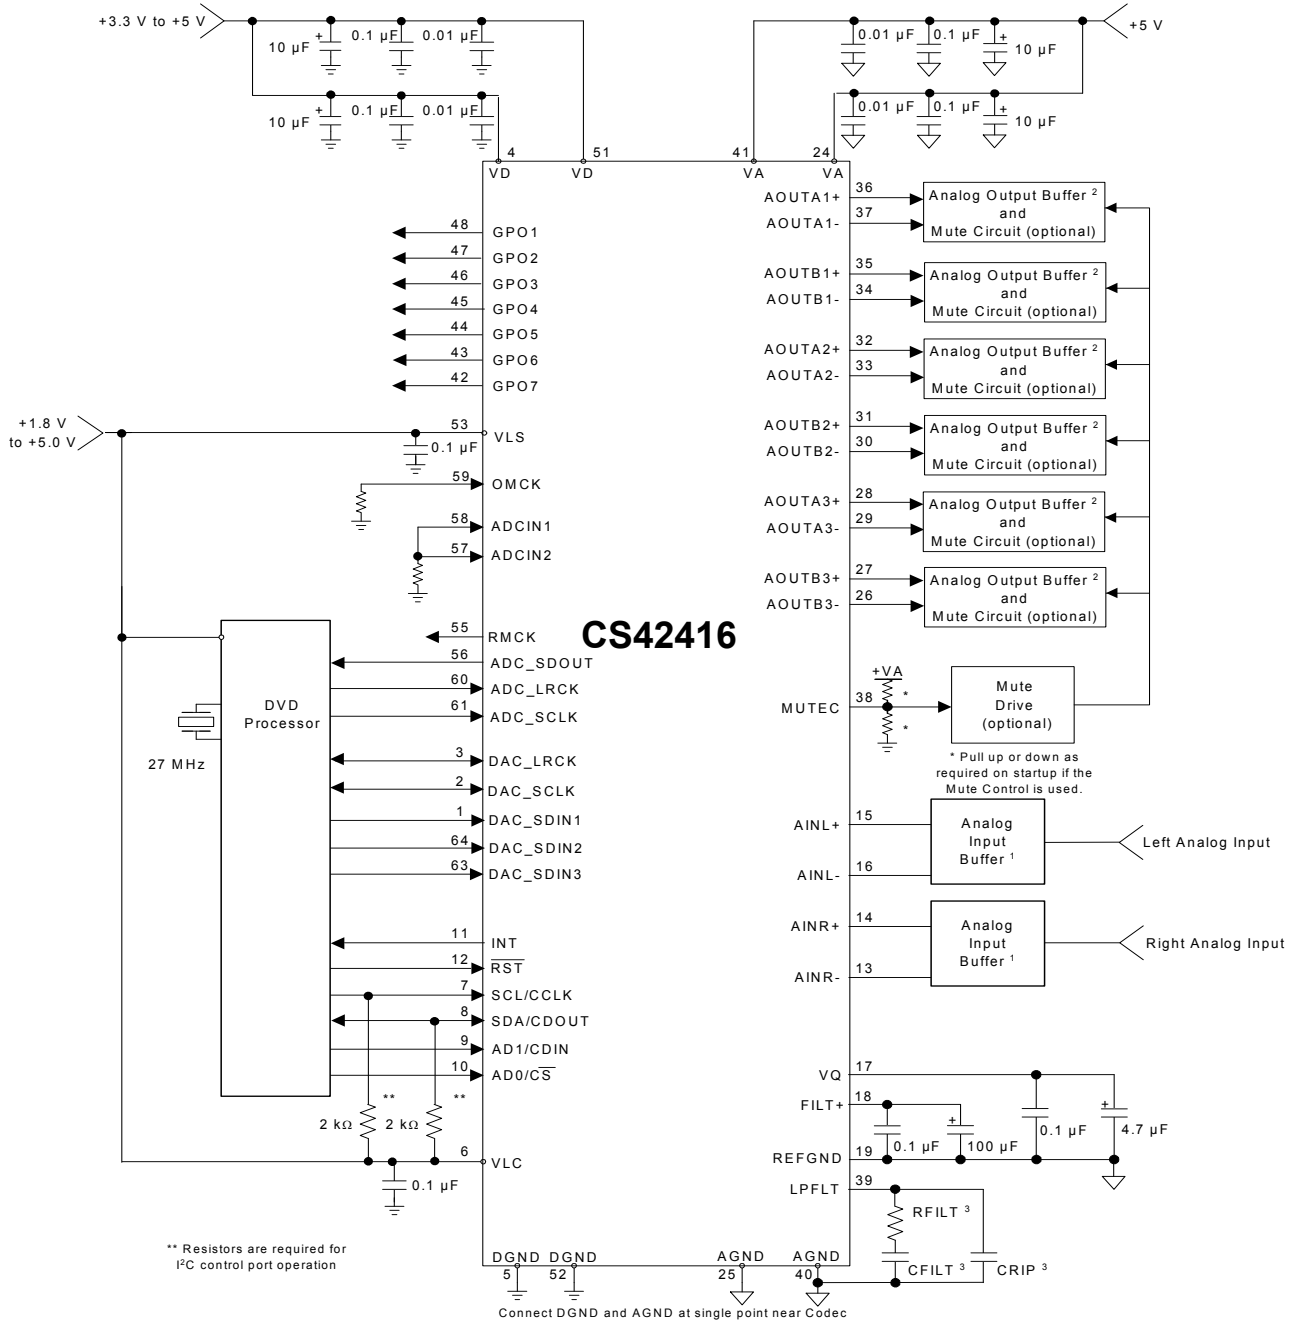 +3.3 V to +5 V
10 µF
+
0.1 µF
0.01 µF
0.01 µF
0.1 µF
+
10 µF
+5 V
10 µF
+
0.1 µF
0.01 µF
0.01 µF
0.1 µF
+
10 µF
4
51
41
24
VD
VD
VA
VA
48
GPO1
47
GPO2
46
GPO3
45
GPO4
44
GPO5
43
GPO6
42
GPO7
+1.8 V
to +5.0 V
53
VLS
0.1 µF
59
OMCK
58
ADCIN1
57
ADCIN2
CS42416
55
RMCK
56
ADC_SDOUT
60
ADC_LRCK
61
ADC_SCLK
3
DAC_LRCK
2
DAC_SCLK
1
DAC_SDIN1
64
DAC_SDIN2
63
DAC_SDIN3
DVD
Processor
27 MHz
11
INT
12
RST
7
SCL/CCLK
8
SDA/CDOUT
9
AD1/CDIN
10
AD0/CS
**
**
2 kΩ
2 kΩ
6
VLC
0.1 µF
** Resistors are required for
I²C control port operation
AOUTA1+
36
AOUTA1-
37
Analog Output Buffer ²
and
Mute Circuit (optional)
AOUTB1+
35
AOUTB1-
34
Analog Output Buffer ²
and
Mute Circuit (optional)
AOUTA2+
32
AOUTA2-
33
Analog Output Buffer ²
and
Mute Circuit (optional)
AOUTB2+
31
AOUTB2-
30
Analog Output Buffer ²
and
Mute Circuit (optional)
AOUTA3+
28
AOUTA3-
29
Analog Output Buffer ²
and
Mute Circuit (optional)
AOUTB3+
27
AOUTB3-
26
Analog Output Buffer ²
and
Mute Circuit (optional)
+VA
*
MUTEC
38
*
Mute
Drive
(optional)
* Pull up or down as
required on startup if the
Mute Control is used.
AINL+
15
AINL-
16
Analog
Input
Buffer ¹
Left Analog Input
AINR+
14
AINR-
13
Analog
Input
Buffer ¹
Right Analog Input
VQ
17
FILT+
18
0.1 µF
+
100 µF
0.1 µF
+
4.7 µF
REFGND
19
LPFLT
39
RFILT ³
CFILT ³
CRIP ³
DGND
DGND
AGND
AGND
5
52
25
40
Connect DGND and AGND at single point near Codec